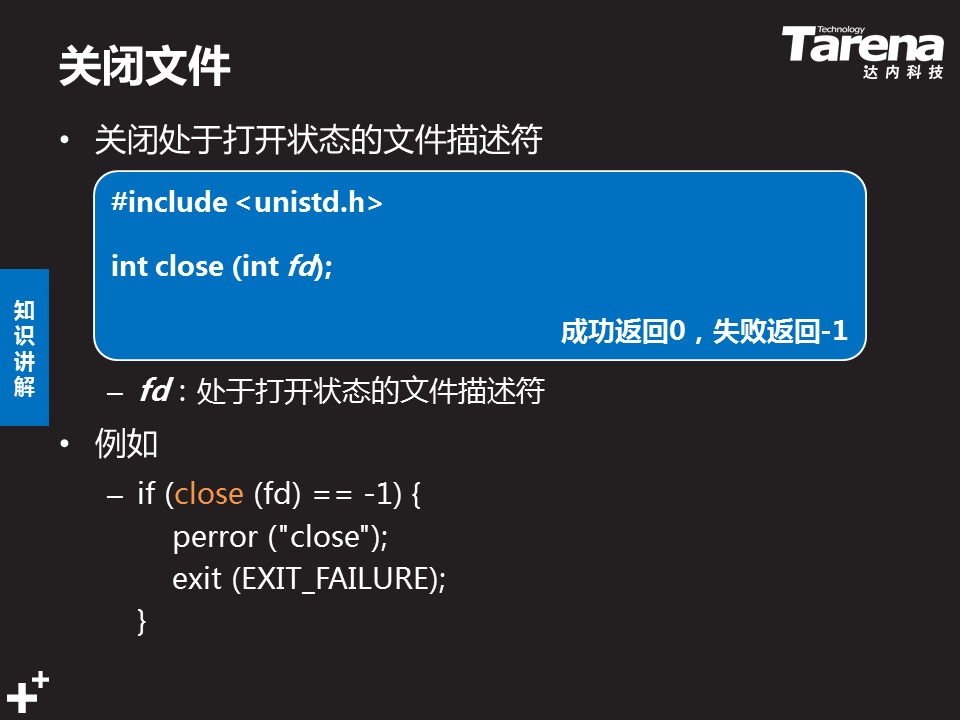 关闭文件
Technology
Tarena
达内科技
• 关闭处于打开状态的文件描述符
#include <unistd.h>
int close (int fd);
成功返回0，失败返回-1
– fd：处于打开状态的文件描述符
知识讲解
• 例如
– if (close (fd) == -1) {
perror ("close");
exit (EXIT_FAILURE);
}